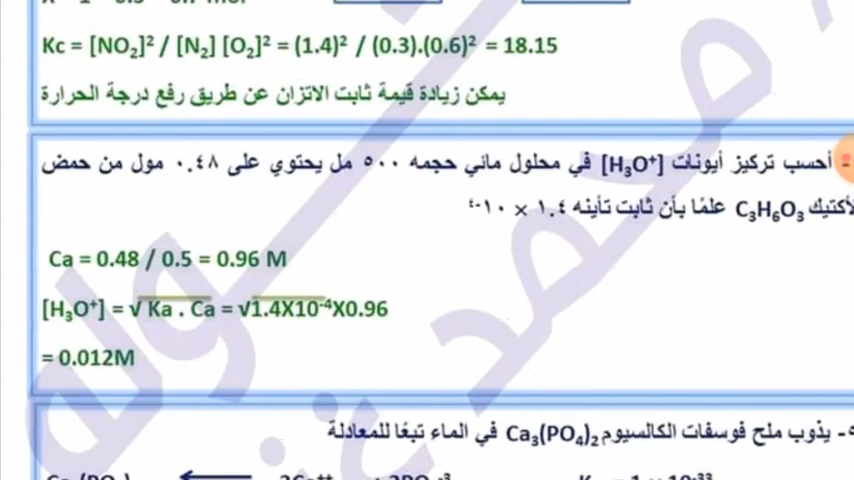 Kc = [NO₂]² / [N₂] [O₂]² = (1.4)² / (0.3).(0.6)² = 18.15
يمكن زيادة قيمة ثابت الاتزان عن طريق رفع درجة الحرارة
- أحسب تركيز أيونات [H₃O⁺] في محلول مائي حجمه ٥٠٠ مل يحتوي على ٠.٤٨ مول من حمض
لأكتيك C₃H₆O₃ علمًا بأن ثابت تأينه ١.٤ × ١٠⁻⁴
Ca = 0.48 / 0.5 = 0.96 M
[H₃O⁺] = √ Ka . Ca = √1.4X10⁻⁴X0.96
= 0.012M
٥- يذوب ملح فوسفات الكالسيوم Ca₃(PO₄)₂ في الماء تبعًا للمعادلة